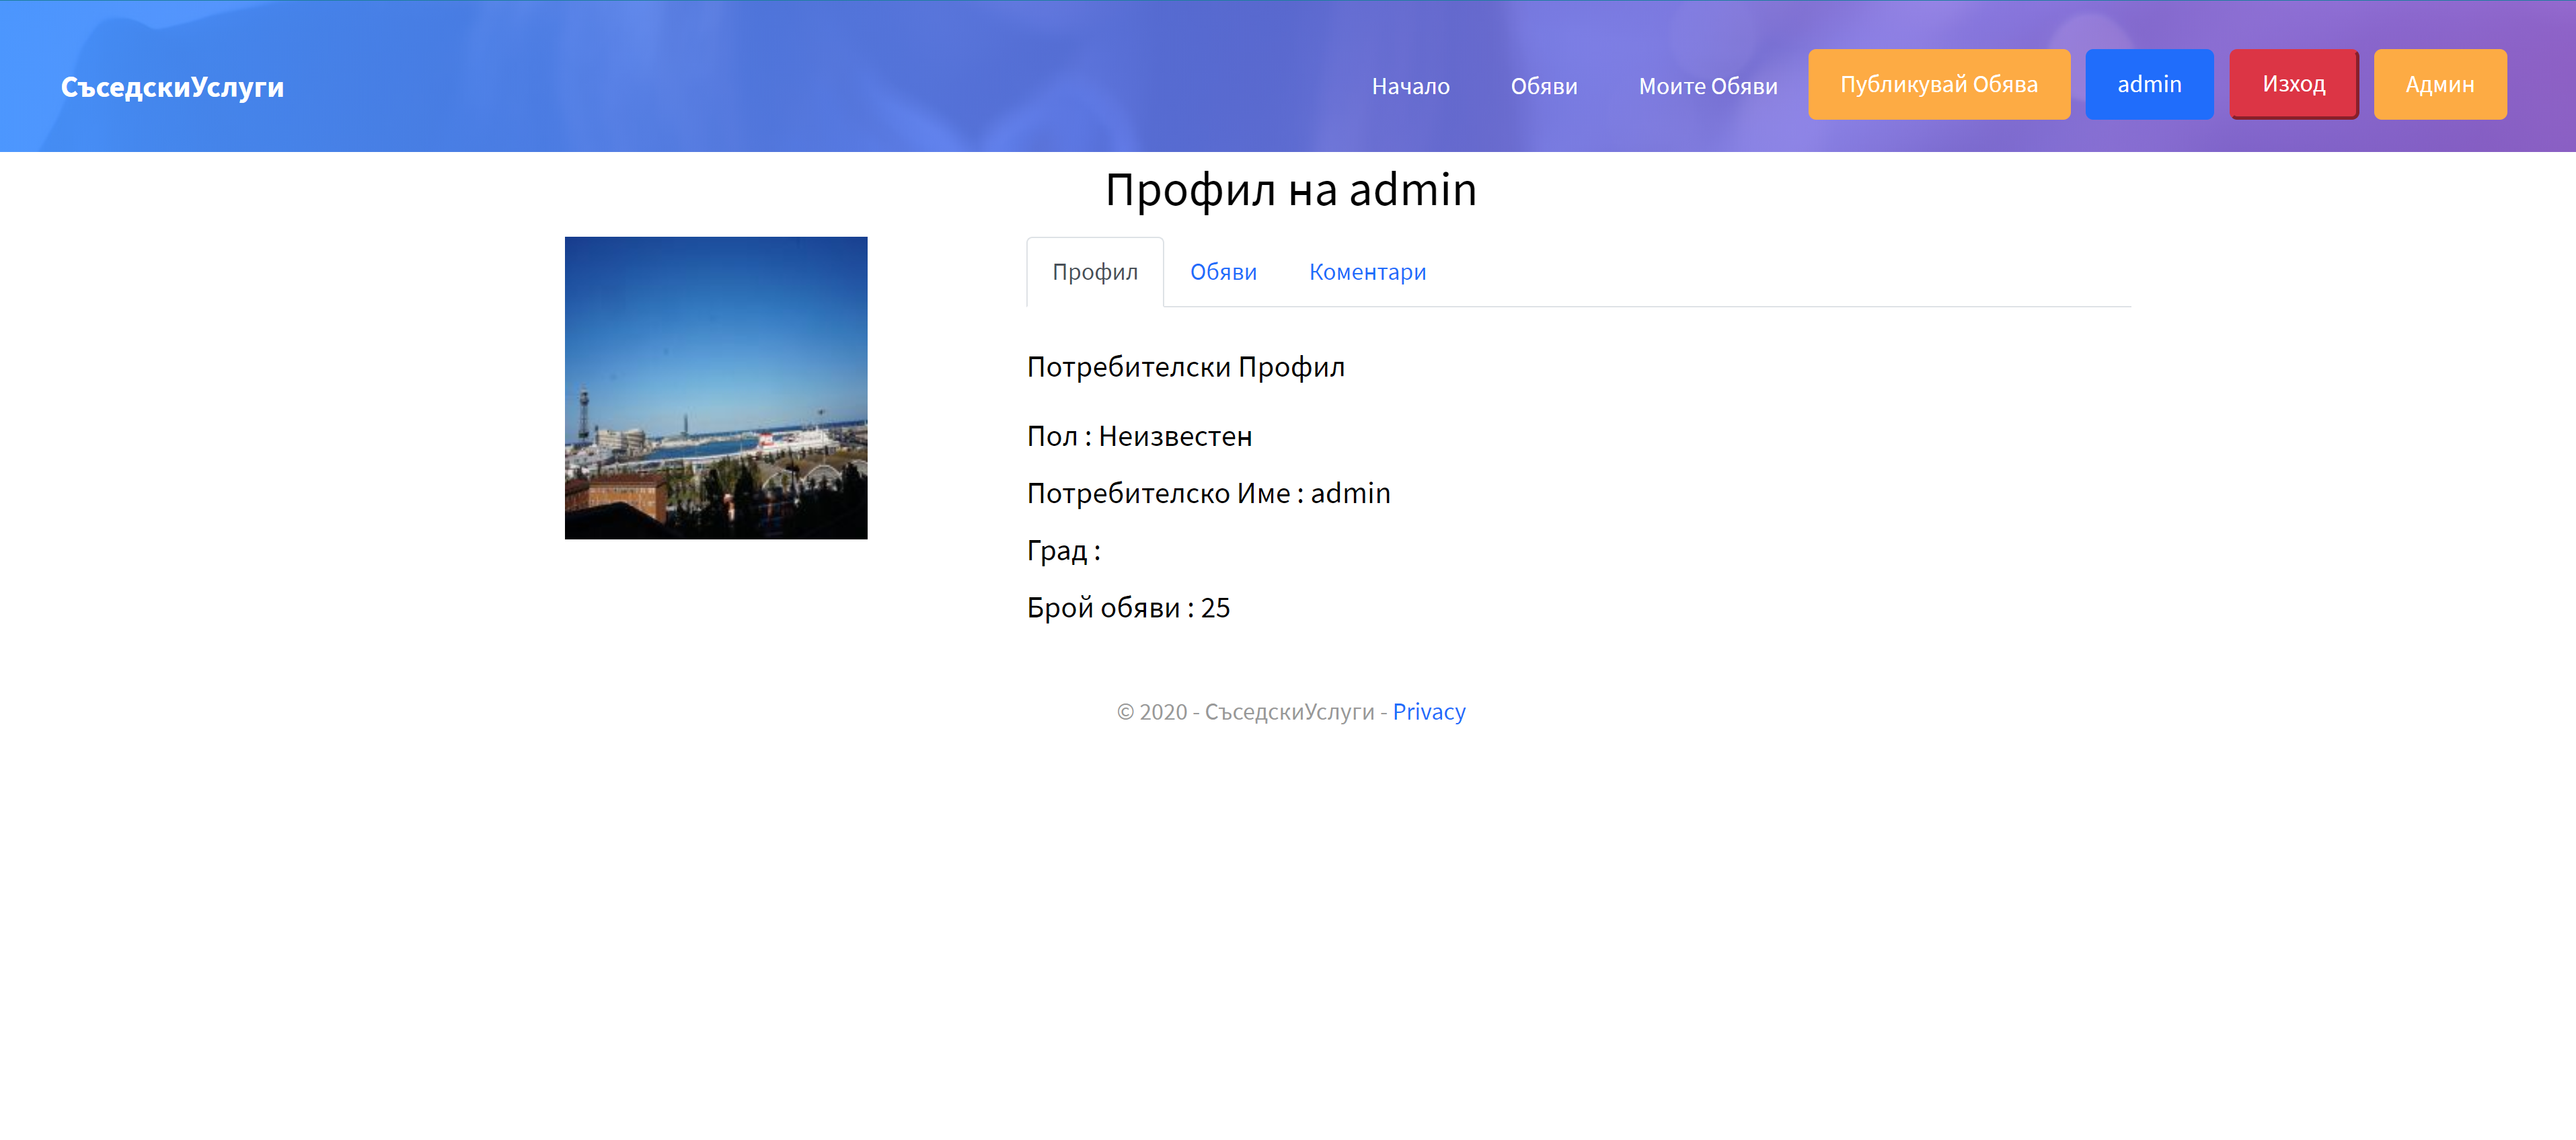 СъседскиУслуги
Начало Обяви Моите Обяви Публикувай Обява admin Изход Админ
Профил на admin
Профил Обяви Коментари
Потребителски Профил
Пол : Неизвестен
Потребителско Име : admin
Град :
Брой обяви : 25
© 2020 - СъседскиУслуги - Privacy